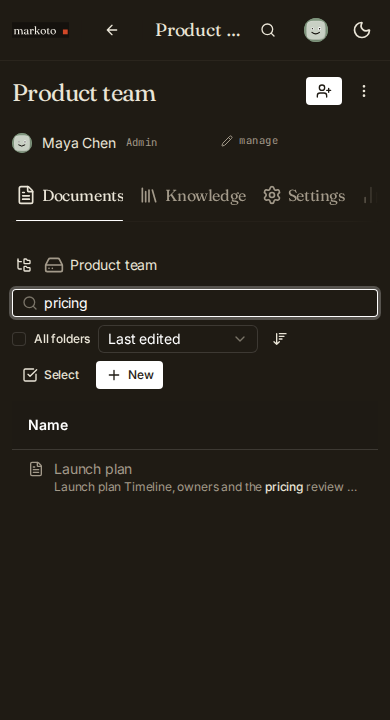 markoto
Product ...
Product team
Maya Chen Admin
manage
Documents Knowledge Settings
Product team
pricing
All folders Last edited
Select New
Name
Launch plan
Launch plan Timeline, owners and the pricing review ...